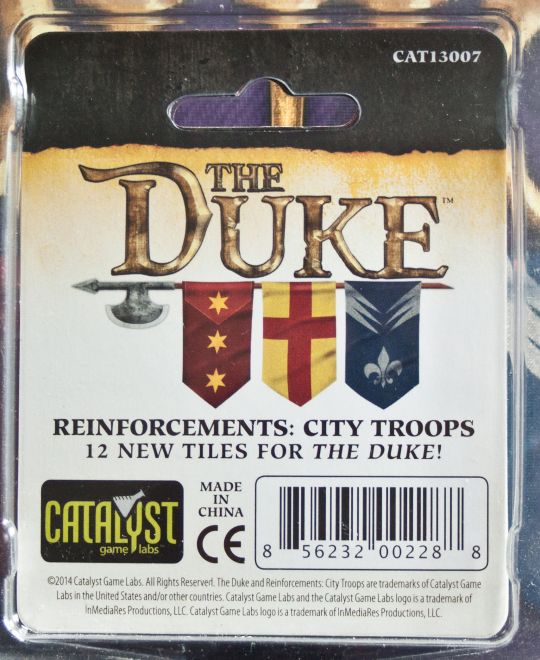 CAT13007
THE
DUKE™
REINFORCEMENTS: CITY TROOPS
12 NEW TILES FOR THE DUKE!
CATALYST
game labs
MADE
IN
CHINA
CE
8 56232 00228 8
©2014 Catalyst Game Labs. All Rights Reserverl. The Duke and Reinforcements: City Troops are trademarks of Catalyst Game
Labs in the United States and/or other countries. Catalyst Game Labs and the Catalyst Game Labs logo is a trademark of
InMediaRes Productions, LLC. Catalyst Game Labs logo is a trademark of InMediaRes Productions, LLC.